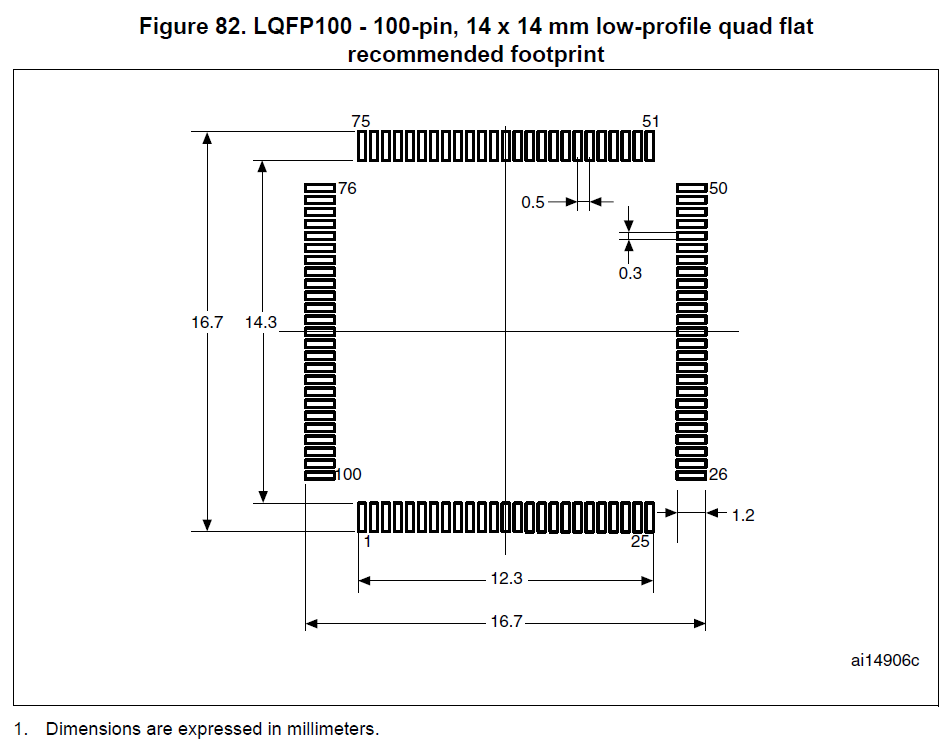 Figure 82. LQFP100 - 100-pin, 14 x 14 mm low-profile quad flat
recommended footprint
75 51
76 50
0.5
0.3
16.7 14.3
100 26
1.2
1 25
12.3
16.7
ai14906c
1. Dimensions are expressed in millimeters.